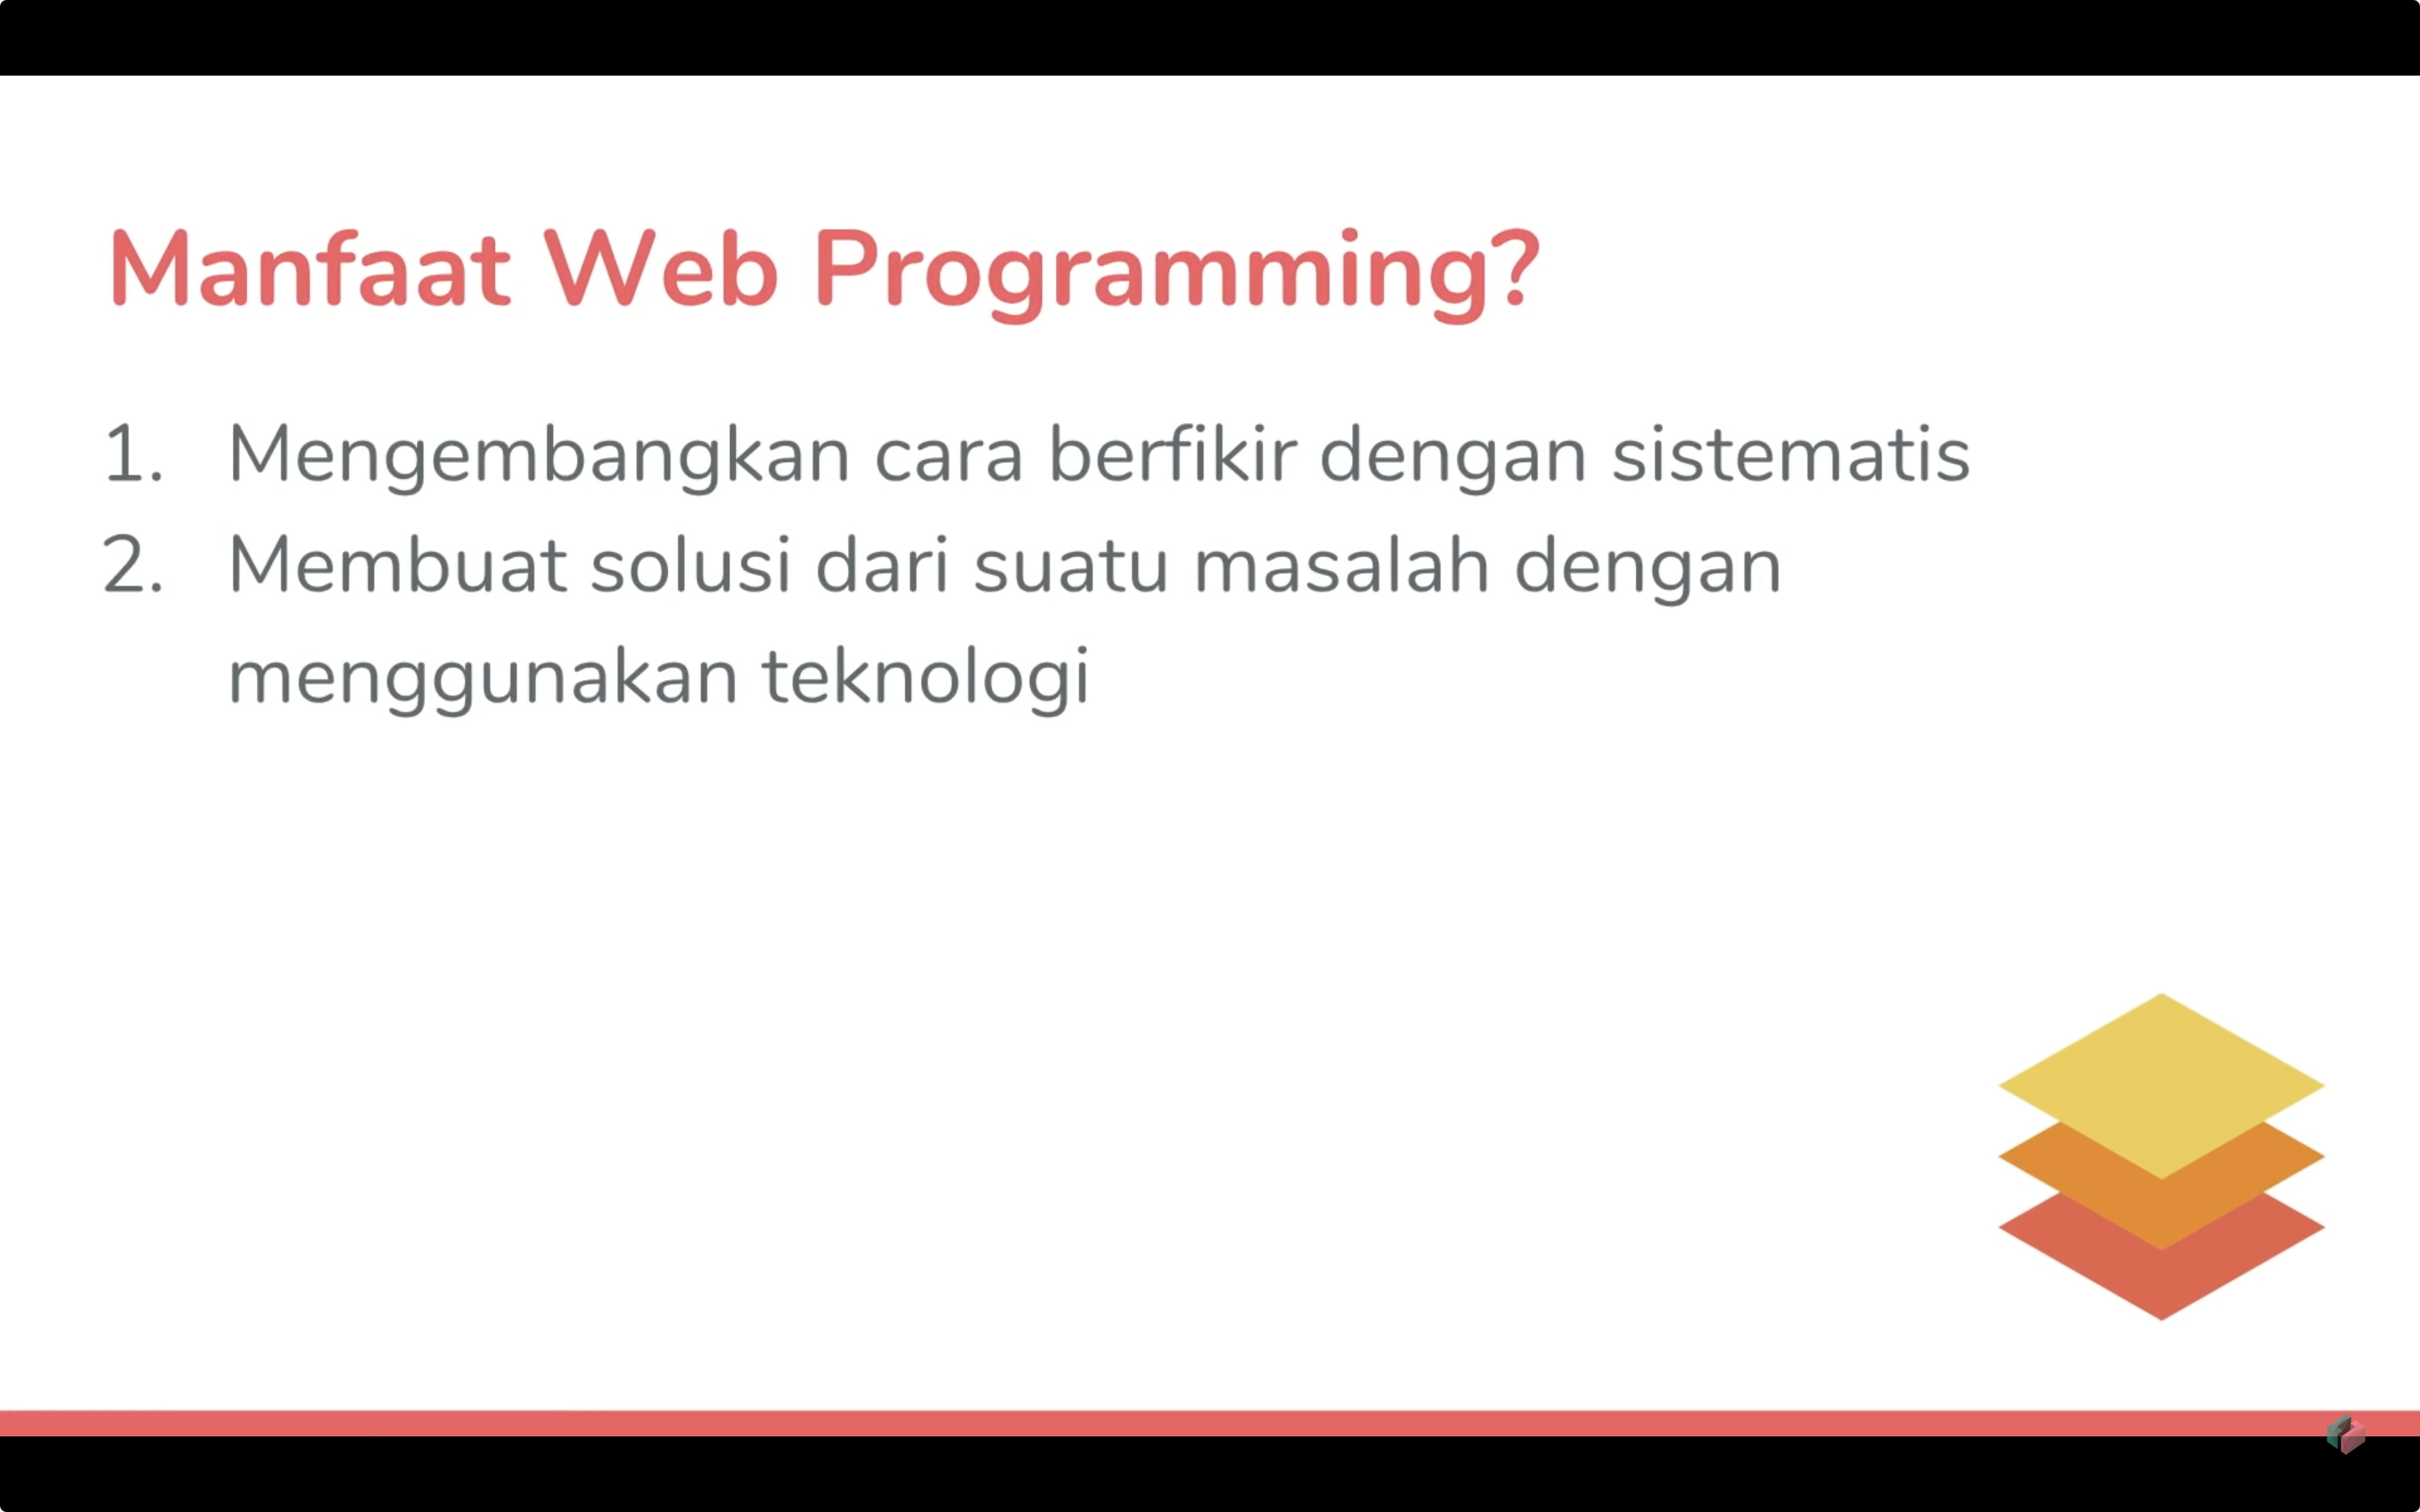 Manfaat Web Programming?
1. Mengembangkan cara berfikir dengan sistematis
2. Membuat solusi dari suatu masalah dengan
menggunakan teknologi